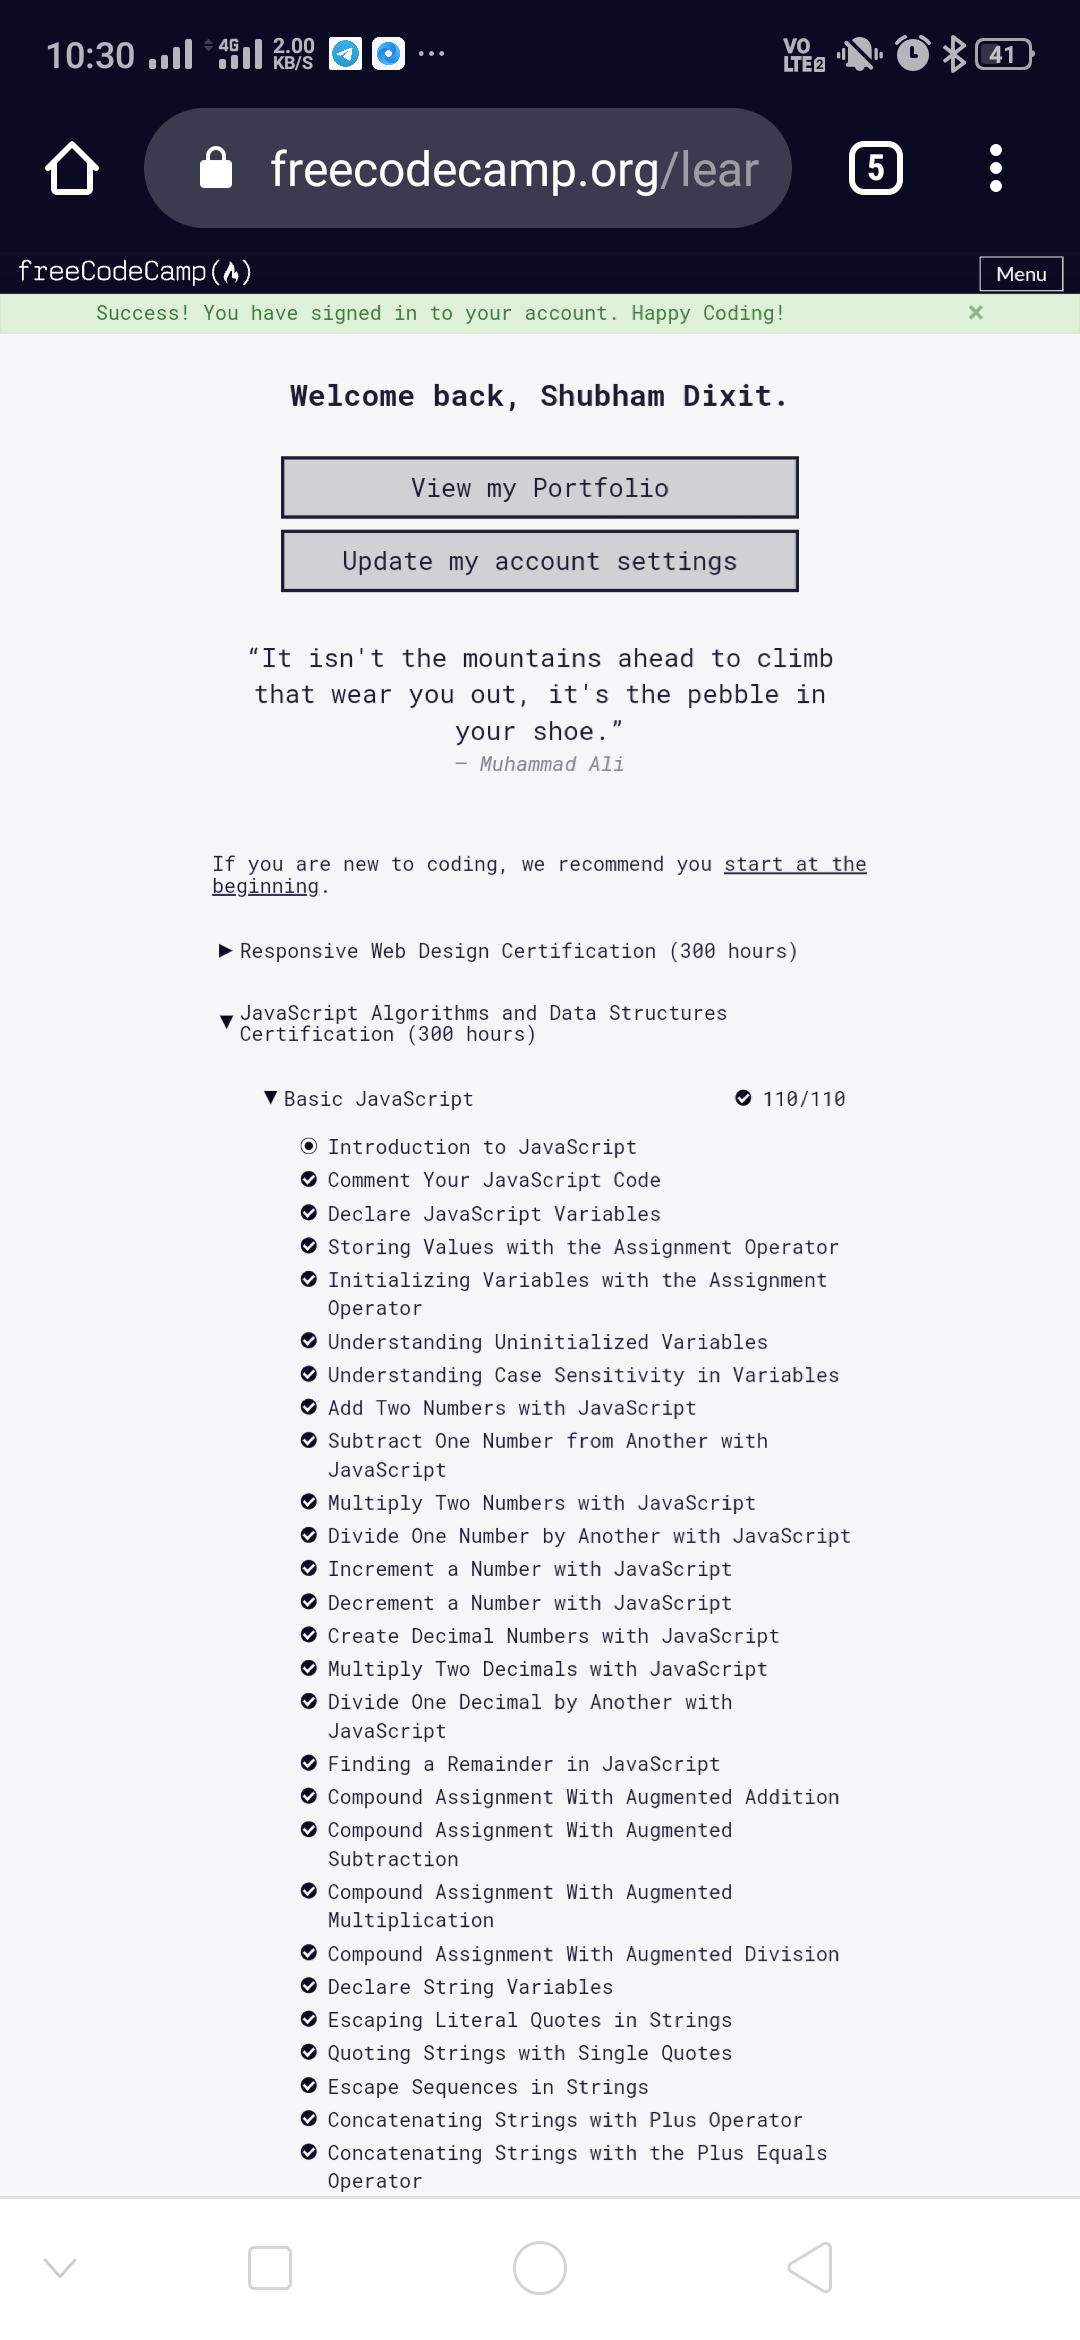 10:30 4G 2.00 KB/S VO LTE 2 41
freecodecamp.org/lear 5
freeCodeCamp Menu
Success! You have signed in to your account. Happy Coding!
Welcome back, Shubham Dixit.
View my Portfolio
Update my account settings
“It isn't the mountains ahead to climb
that wear you out, it's the pebble in
your shoe.”
— Muhammad Ali
If you are new to coding, we recommend you start at the
beginning.
Responsive Web Design Certification (300 hours)
JavaScript Algorithms and Data Structures
Certification (300 hours)
Basic JavaScript 110/110
Introduction to JavaScript
Comment Your JavaScript Code
Declare JavaScript Variables
Storing Values with the Assignment Operator
Initializing Variables with the Assignment
Operator
Understanding Uninitialized Variables
Understanding Case Sensitivity in Variables
Add Two Numbers with JavaScript
Subtract One Number from Another with
JavaScript
Multiply Two Numbers with JavaScript
Divide One Number by Another with JavaScript
Increment a Number with JavaScript
Decrement a Number with JavaScript
Create Decimal Numbers with JavaScript
Multiply Two Decimals with JavaScript
Divide One Decimal by Another with
JavaScript
Finding a Remainder in JavaScript
Compound Assignment With Augmented Addition
Compound Assignment With Augmented
Subtraction
Compound Assignment With Augmented
Multiplication
Compound Assignment With Augmented Division
Declare String Variables
Escaping Literal Quotes in Strings
Quoting Strings with Single Quotes
Escape Sequences in Strings
Concatenating Strings with Plus Operator
Concatenating Strings with the Plus Equals
Operator